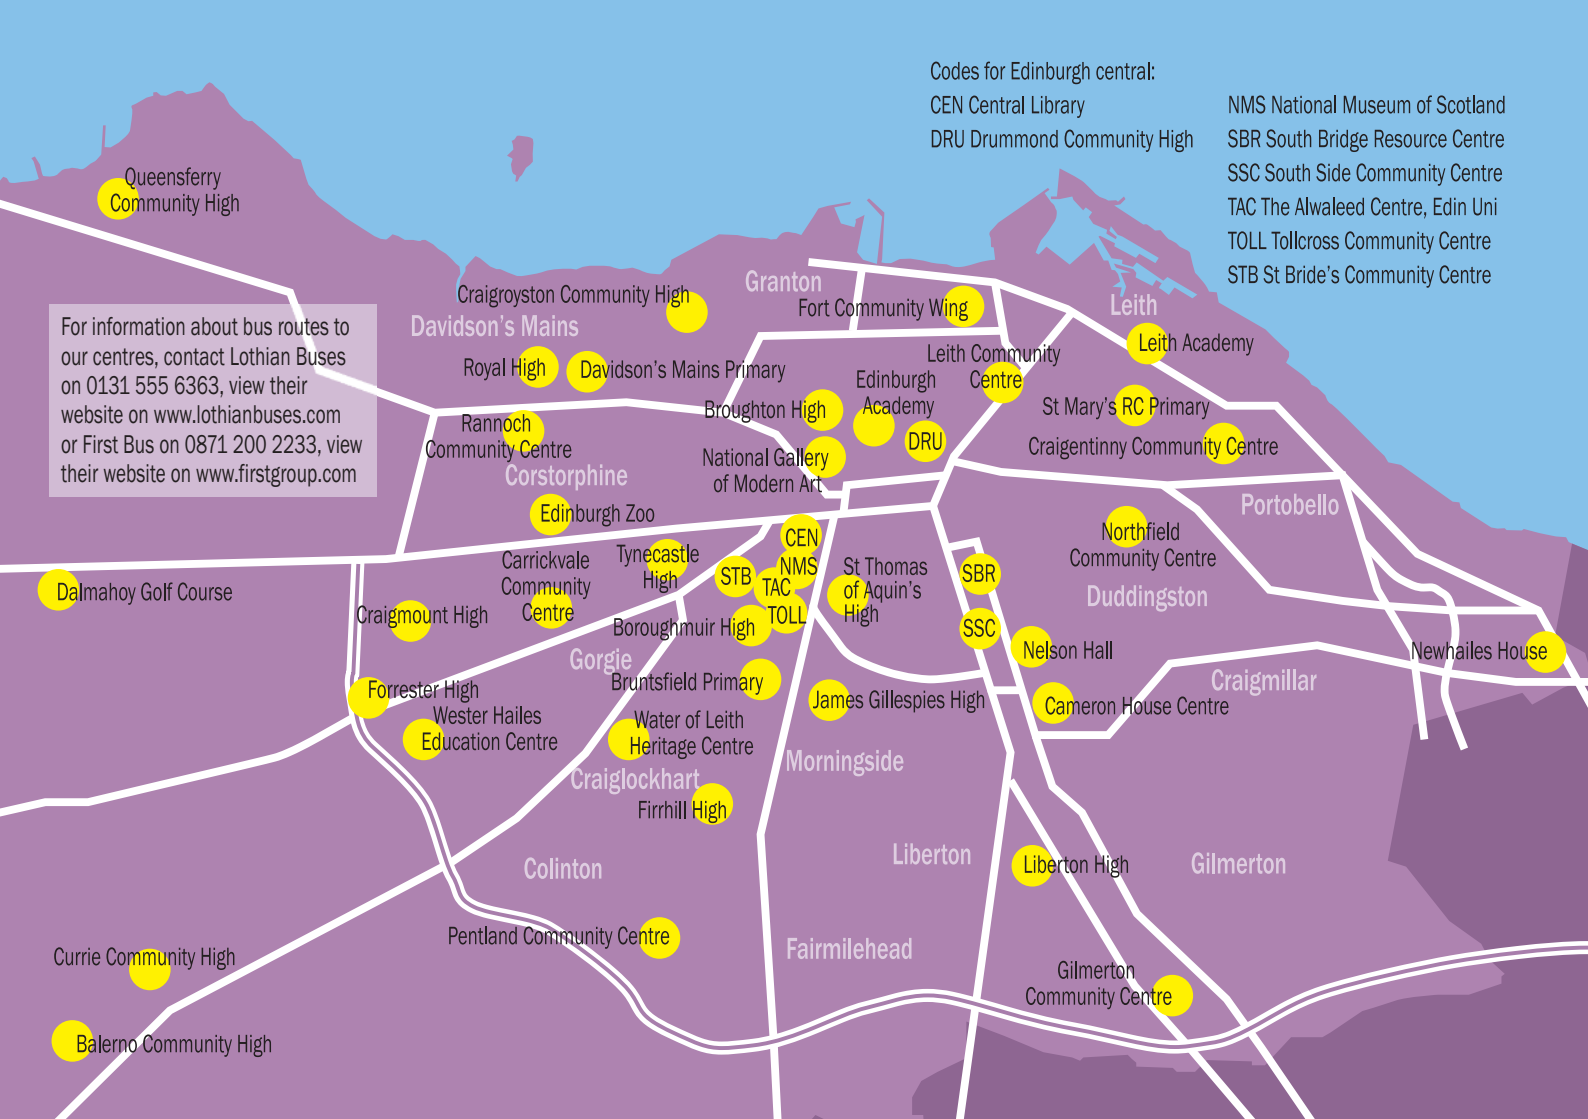 Codes for Edinburgh central:
CEN Central Library
DRU Drummond Community High
NMS National Museum of Scotland
SBR South Bridge Resource Centre
SSC South Side Community Centre
TAC The Alwaleed Centre, Edin Uni
TOLL Tollcross Community Centre
STB St Bride's Community Centre
Queensferry
Community High
For information about bus routes to
our centres, contact Lothian Buses
on 0131 555 6363, view their
website on www.lothianbuses.com
or First Bus on 0871 200 2233, view
their website on www.firstgroup.com
Craigroyston Community High
Granton
Davidson's Mains
Fort Community Wing
Leith
Royal High
Davidson's Mains Primary
Leith Community
Centre
Leith Academy
Edinburgh
Academy
Broughton High
St Mary's RC Primary
Rannoch
Community Centre
DRU
Craigentinny Community Centre
National Gallery
of Modern Art
Corstorphine
Portobello
Edinburgh Zoo
Northfield
Community Centre
CEN
NMS
Tynecastle
High
Carrickvale
Community
Centre
STB
TAC
TOLL
St Thomas
of Aquin's
High
SBR
Duddingston
Dalmahoy Golf Course
Craigmount High
Boroughmuir High
SSC
Nelson Hall
Newhailes House
Gorgie
Bruntsfield Primary
Craigmillar
Forrester High
James Gillespies High
Cameron House Centre
Wester Hailes
Education Centre
Water of Leith
Heritage Centre
Morningside
Craiglockhart
Firrhill High
Colinton
Liberton
Liberton High
Gilmerton
Pentland Community Centre
Fairmilehead
Currie Community High
Gilmerton
Community Centre
Balerno Community High